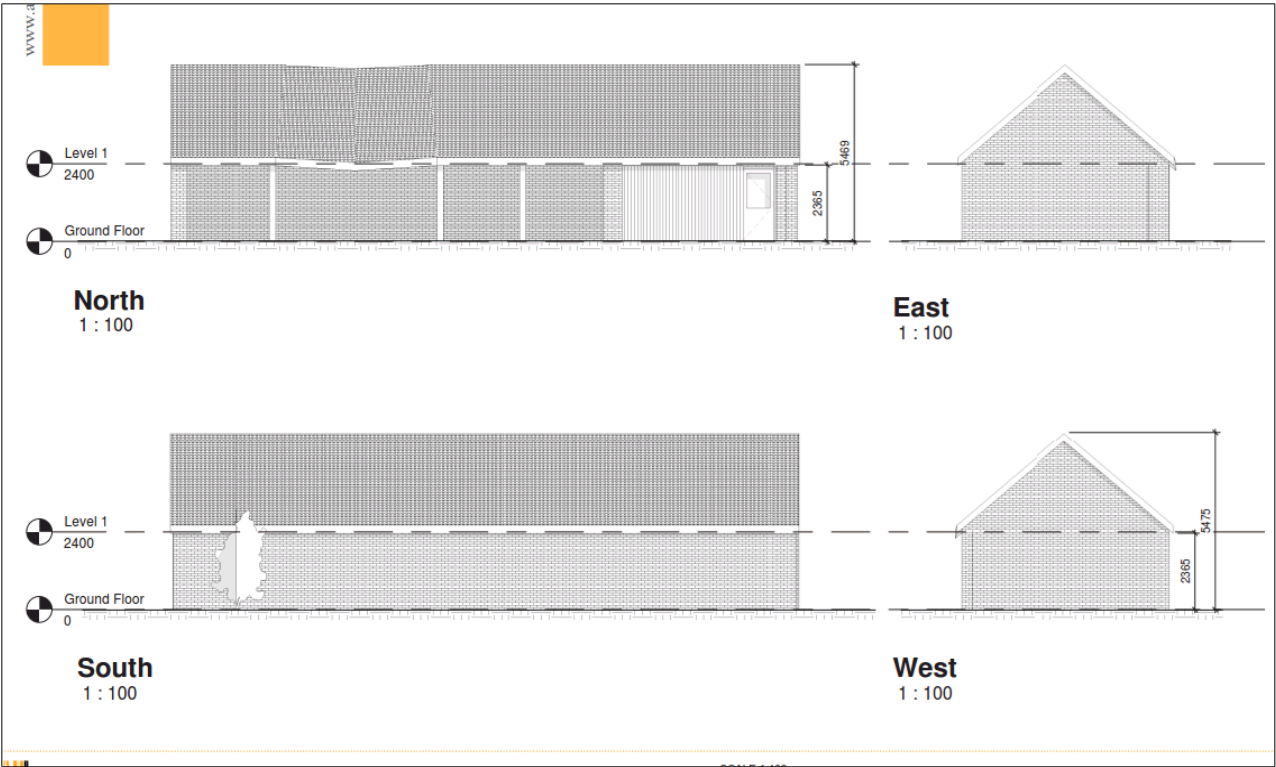 www.a
Level 1
2400
Ground Floor
0
5469
2365
North
1 : 100
East
1 : 100
Level 1
2400
Ground Floor
0
5475
2365
South
1 : 100
West
1 : 100